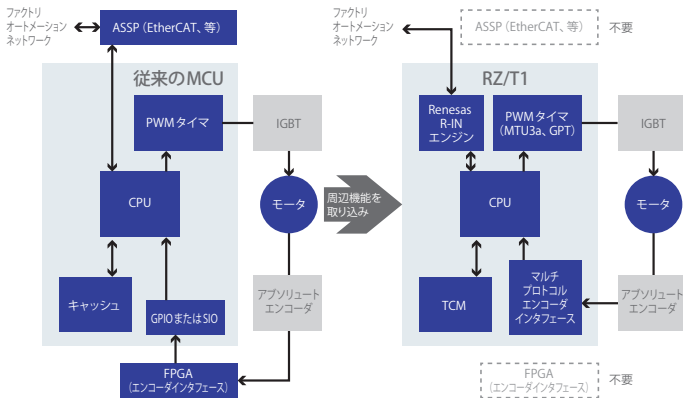 ファクトリ
オートメーション
ネットワーク
ASSP（EtherCAT、等）
従来のMCU
PWMタイマ
IGBT
CPU
モータ
キャッシュ
GPIOまたはSIO
アブソリュート
エンコーダ
FPGA
（エンコーダインタフェース）
周辺機能を
取り込み
ファクトリ
オートメーション
ネットワーク
ASSP（EtherCAT、等）
不要
RZ/T1
Renesas
R-IN
エンジン
PWMタイマ
（MTU3a、GPT）
IGBT
CPU
モータ
TCM
マルチ
プロトコル
エンコーダ
インタフェース
アブソリュート
エンコーダ
FPGA
（エンコーダインタフェース）
不要